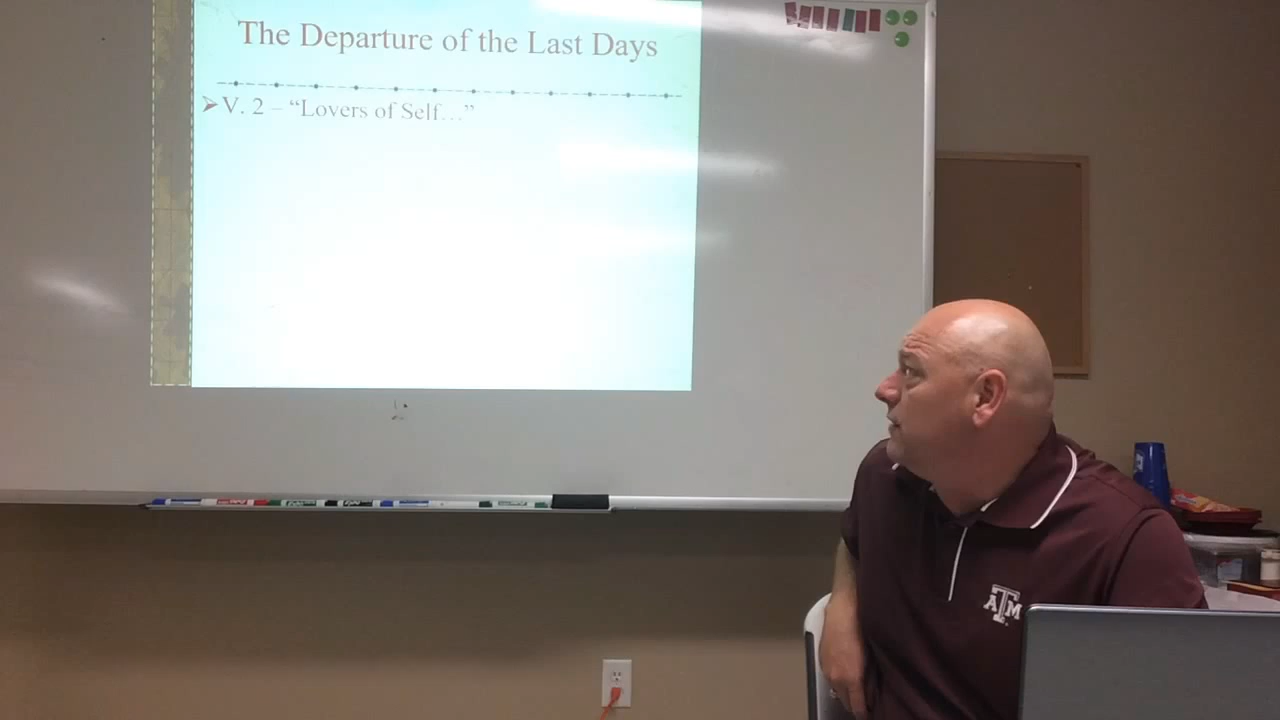 The Departure of the Last Days
➢V. 2 – “Lovers of Self…”
ATM